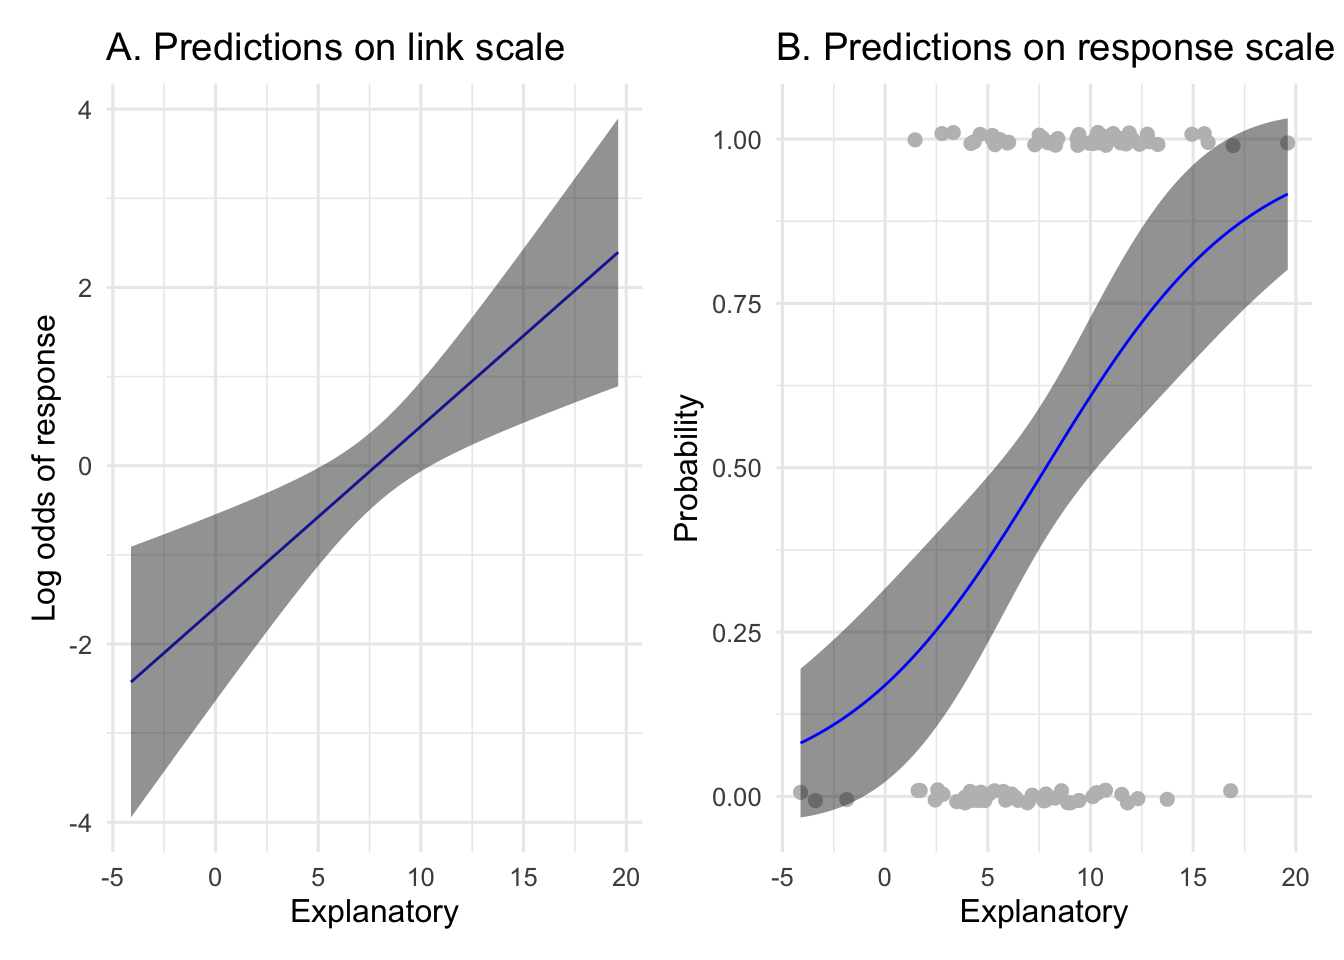 A. Predictions on link scale
4
2
0
-2
-4
Log odds of response
-5 0 5 10 15 20
Explanatory
B. Predictions on response scale
1.00
0.75
0.50
0.25
0.00
Probability
-5 0 5 10 15 20
Explanatory